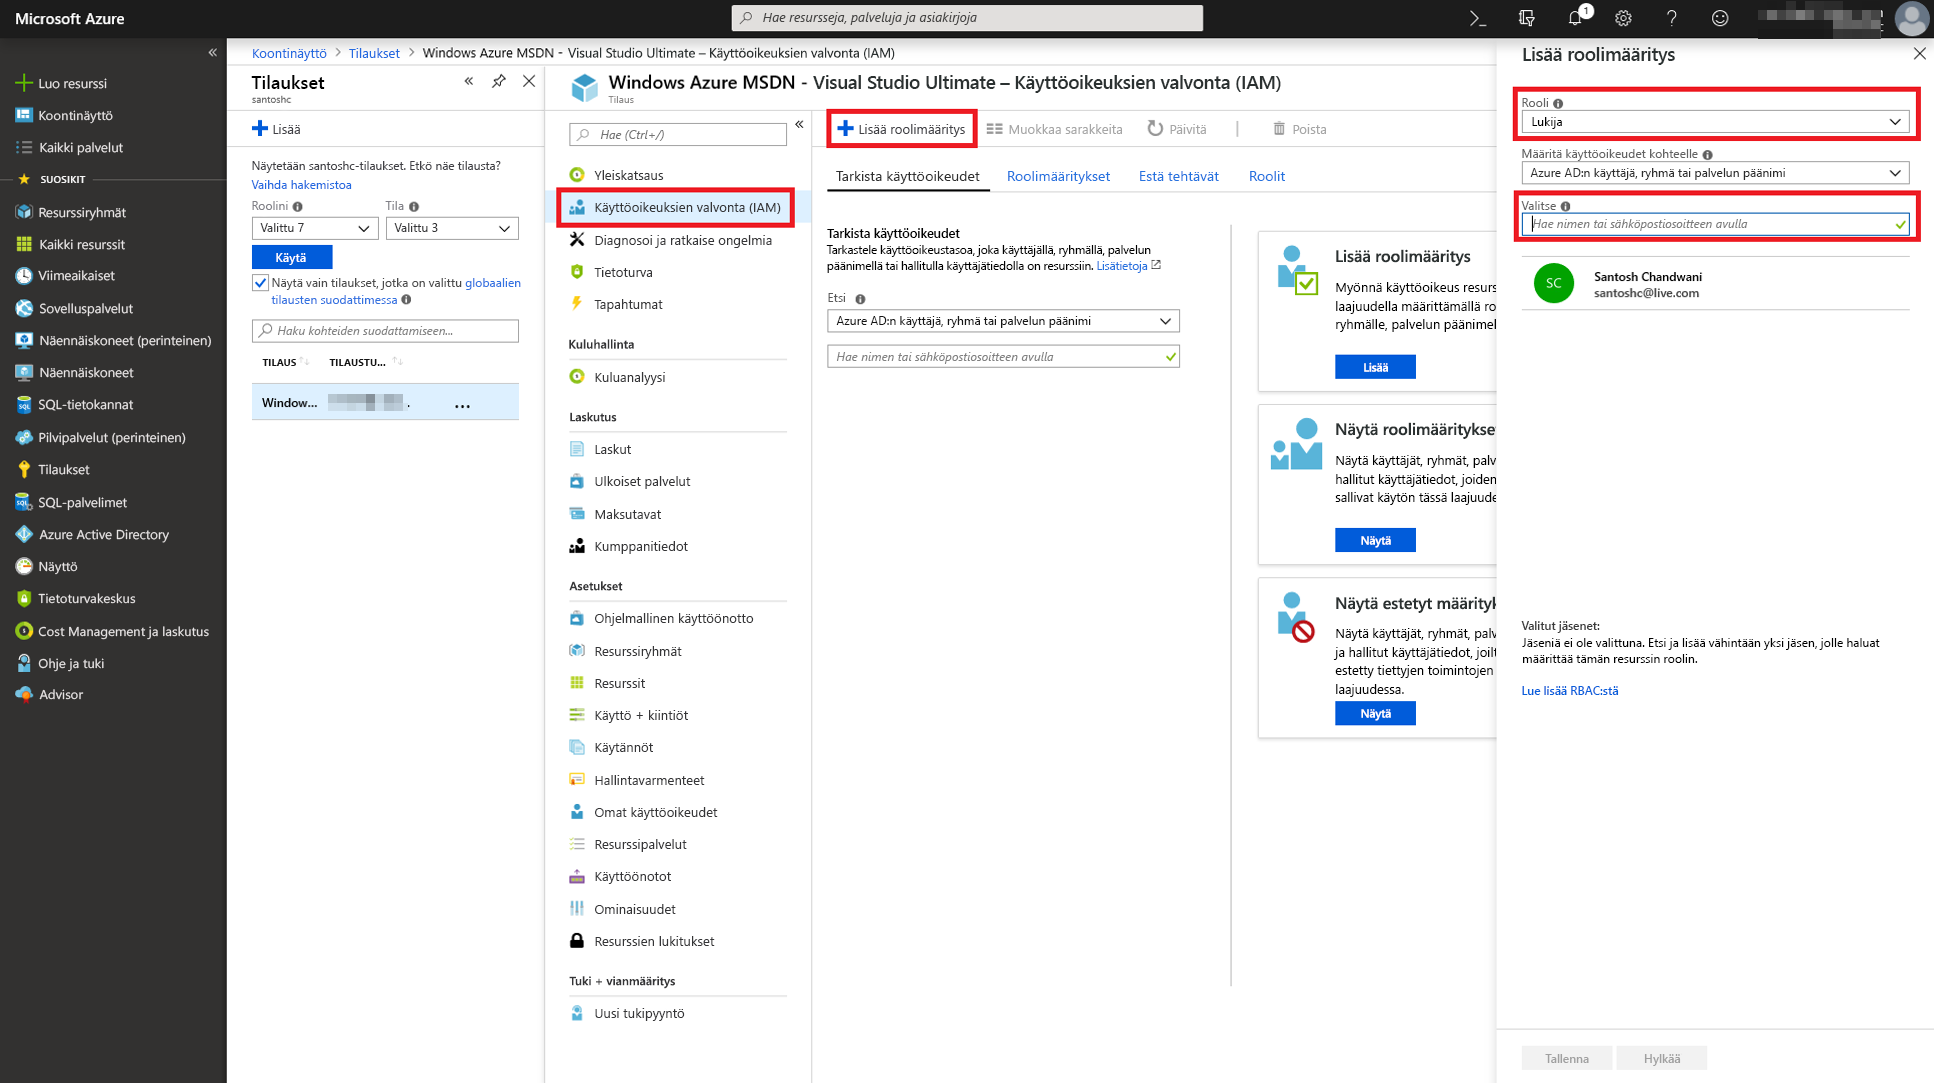 Microsoft Azure
Hae resursseja, palveluja ja asiakirjoja
1
Luo resurssi
Koontinäyttö
Kaikki palvelut
SUOSIKIT
Resurssiryhmät
Kaikki resurssit
Viimeaikaiset
Sovelluspalvelut
Näennäiskoneet (perinteinen)
Näennäiskoneet
SQL-tietokannat
Pilvipalvelut (perinteinen)
Tilaukset
SQL-palvelimet
Azure Active Directory
Näyttö
Tietoturvakeskus
Cost Management ja laskutus
Ohje ja tuki
Advisor
Koontinäyttö > Tilaukset > Windows Azure MSDN - Visual Studio Ultimate – Käyttöoikeuksien valvonta (IAM)
Tilaukset
santoshc
Lisää
Näytetään santoshc-tilaukset. Etkö näe tilausta?
Vaihda hakemistoa
Roolini Tila
Valittu 7 Valittu 3
Käytä
Näytä vain tilaukset, jotka on valittu globaalien
tilausten suodattimessa
Haku kohteiden suodattamiseen...
TILAUS TILAUSTU...
Window... ...
Windows Azure MSDN - Visual Studio Ultimate – Käyttöoikeuksien valvonta (IAM)
Tilaus
Hae (Ctrl+/)
Yleiskatsaus
Käyttöoikeuksien valvonta (IAM)
Diagnosoi ja ratkaise ongelmia
Tietoturva
Tapahtumat
Kuluhallinta
Kuluanalyysi
Laskutus
Laskut
Ulkoiset palvelut
Maksutavat
Kumppanitiedot
Asetukset
Ohjelmallinen käyttöönotto
Resurssiryhmät
Resurssit
Käyttö + kiintiöt
Käytännöt
Hallintavarmenteet
Omat käyttöoikeudet
Resurssipalvelut
Käyttöönotot
Ominaisuudet
Resurssien lukitukset
Tuki + vianmääritys
Uusi tukipyyntö
Lisää roolimääritys Muokkaa sarakkeita Päivitä Poista
Tarkista käyttöoikeudet Roolimääritykset Estä tehtävät Roolit
Tarkista käyttöoikeudet
Tarkastele käyttöoikeustasoa, joka käyttäjällä, ryhmällä, palvelun
päänimellä tai hallitulla käyttäjätiedolla on resurssiin. Lisätietoja
Etsi
Azure AD:n käyttäjä, ryhmä tai palvelun päänimi
Hae nimen tai sähköpostiosoitteen avulla
Lisää roolimääritys
Myönnä käyttöoikeus resurs
laajuudella määrittämällä ro
ryhmälle, palvelun päänimel
Lisää
Näytä roolimääritykse
Näytä käyttäjät, ryhmät, palv
hallitut käyttäjätiedot, joiden
sallivat käytön tässä laajuude
Näytä
Näytä estetyt määrityk
Näytä käyttäjät, ryhmät, palv
ja hallitut käyttäjätiedot, joilt
estetty tiettyjen toimintojen
laajuudessa.
Näytä
Lisää roolimääritys
Rooli
Lukija
Määritä käyttöoikeudet kohteelle
Azure AD:n käyttäjä, ryhmä tai palvelun päänimi
Valitse
Hae nimen tai sähköpostiosoitteen avulla
SC
Santosh Chandwani
santoshc@live.com
Valitut jäsenet:
Jäseniä ei ole valittuna. Etsi ja lisää vähintään yksi jäsen, jolle haluat
määrittää tämän resurssin roolin.
Lue lisää RBAC:stä
Tallenna Hylkää